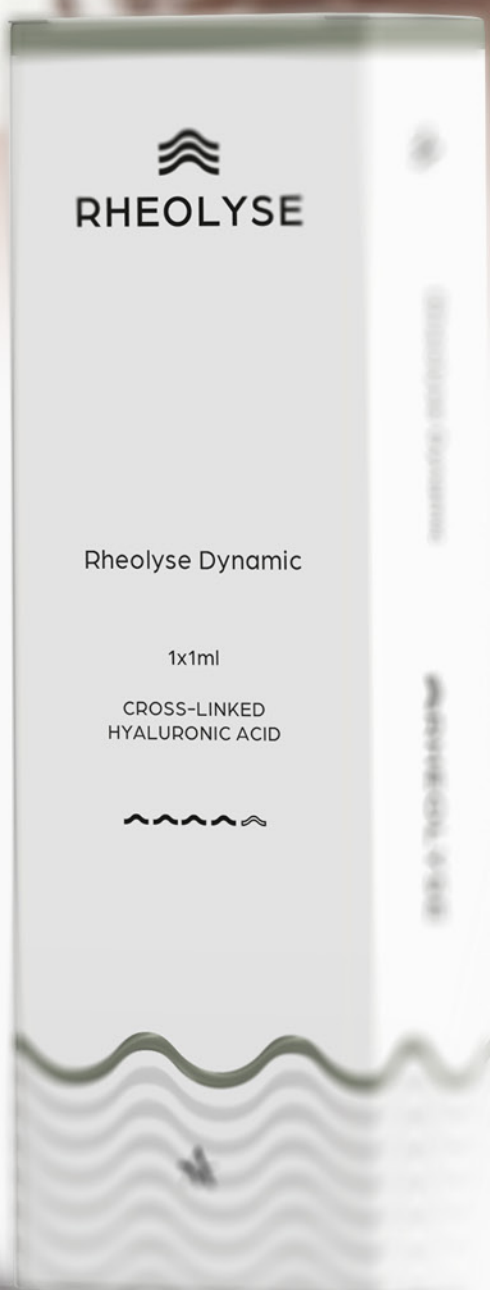 RHEOLYSE
Rheolyse Dynamic
1x1ml
CROSS-LINKED
HYALURONIC ACID